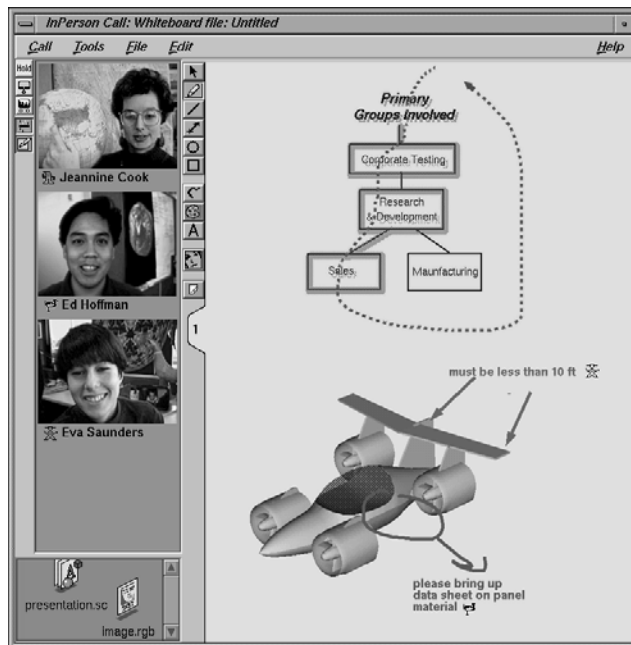 InPerson Call: Whiteboard file: Untitled
Call Tools File Edit Help
Hold
Jeannine Cook
Ed Hoffman
Eva Saunders
A
1
presentation.sc
image.rgb
Primary
Groups Involved
Corporate Testing
Research
& Development
Sales
Maunfacturing
must be less than 10 ft
please bring up
data sheet on panel
material